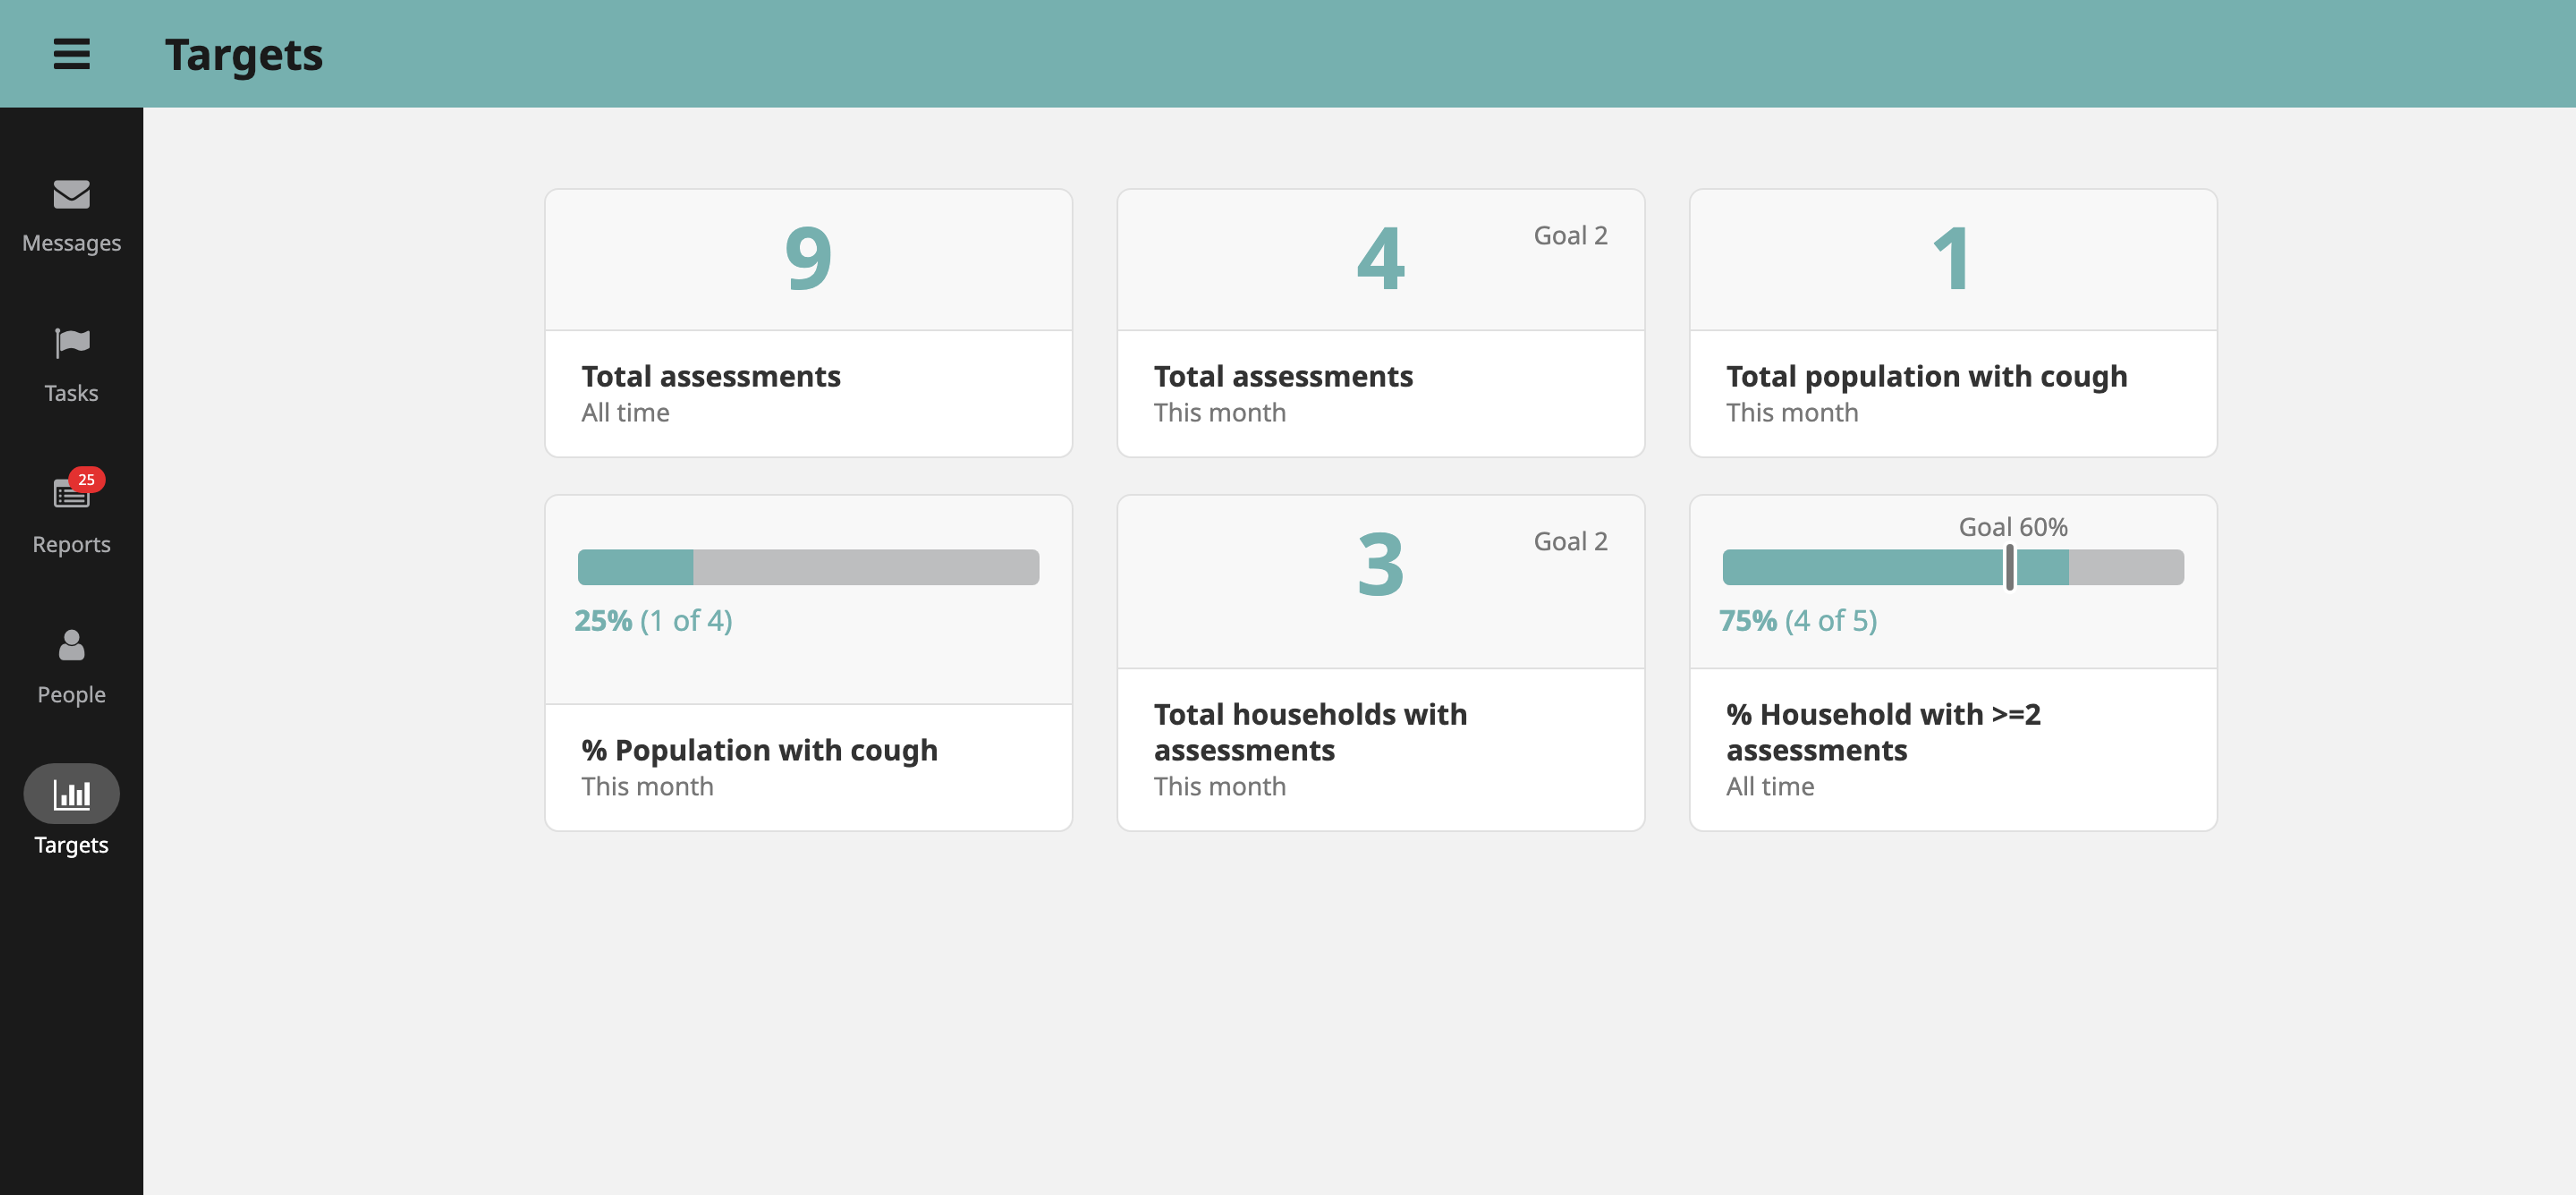 Targets
Messages
Tasks
25
Reports
People
Targets
9
Total assessments
All time
4
Goal 2
Total assessments
This month
1
Total population with cough
This month
25% (1 of 4)
% Population with cough
This month
3
Goal 2
Total households with
assessments
This month
Goal 60%
75% (4 of 5)
% Household with >=2
assessments
All time